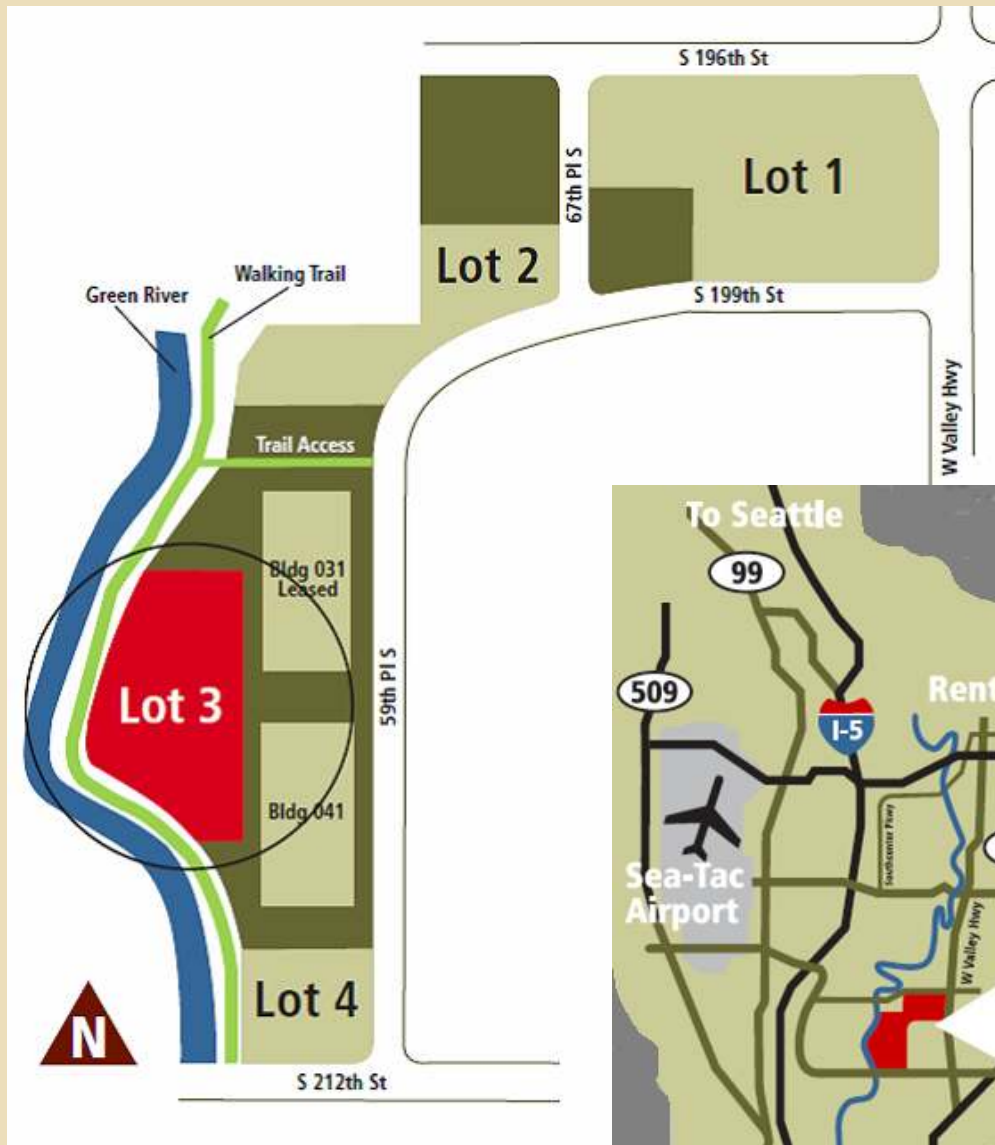 S 196th St
67th Pl S
Lot 1
Lot 2
S 199th St
Walking Trail
Green River
W Valley Hwy
Trail Access
Bldg 031
Leased
59th Pl S
Lot 3
Bldg 041
Lot 4
N
S 212th St
To Seattle
99
509
I-5
Southcenter Pkwy
Sea-Tac
Airport
W Valley Hwy